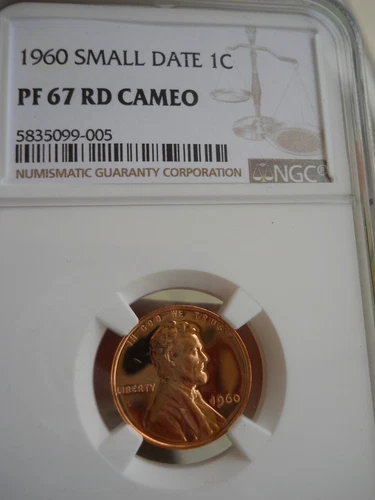 1960 SMALL DATE 1C
PF 67 RD CAMEO
5835099-005
NUMISMATIC GUARANTY CORPORATION
NGC®
IN GOD WE TRUST
LIBERTY
1960